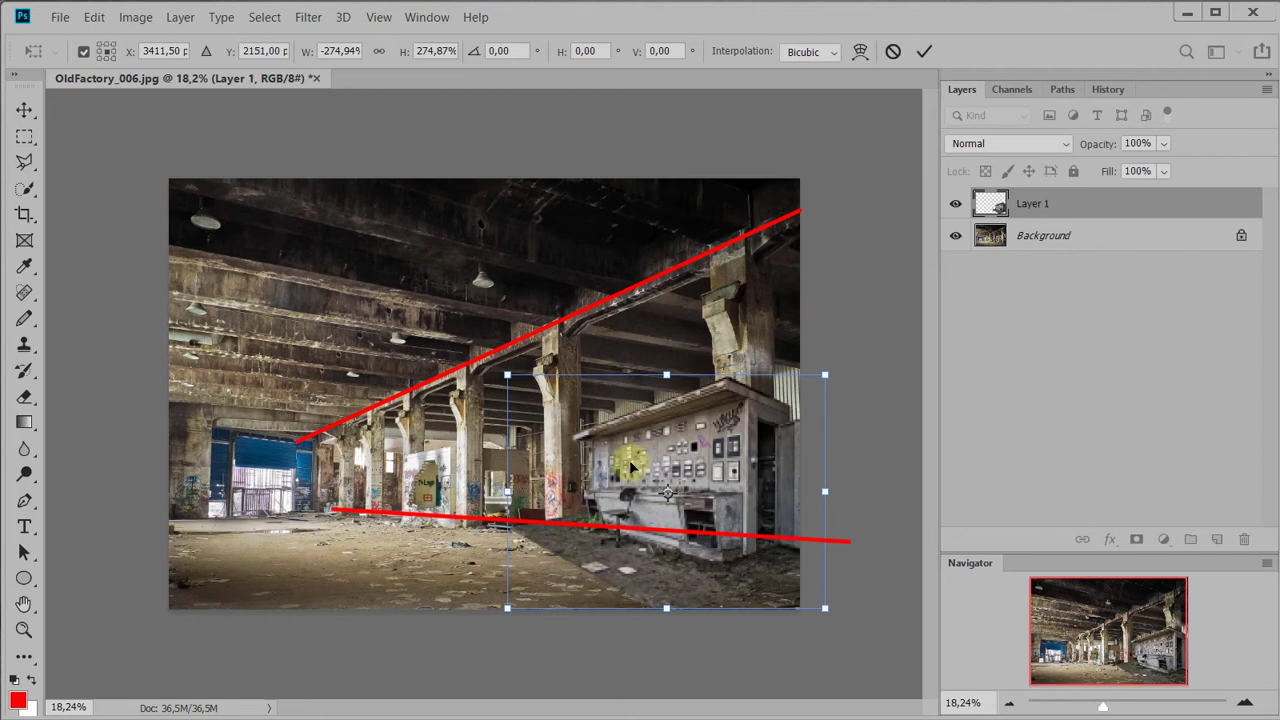 Ps File Edit Image Layer Type Select Filter 3D View Window Help
X: 3411,50 p Y: 2151,00 p W: -274,94% H: 274,87% 0,00 ° H: 0,00 ° V: 0,00 ° Interpolation: Bicubic
OldFactory_006.jpg @ 18,2% (Layer 1, RGB/8#) *
Layers Channels Paths History
Kind
Normal Opacity: 100%
Lock: Fill: 100%
Layer 1
Background
Navigator
18,24% Doc: 36,5M/36,5M
18,24%